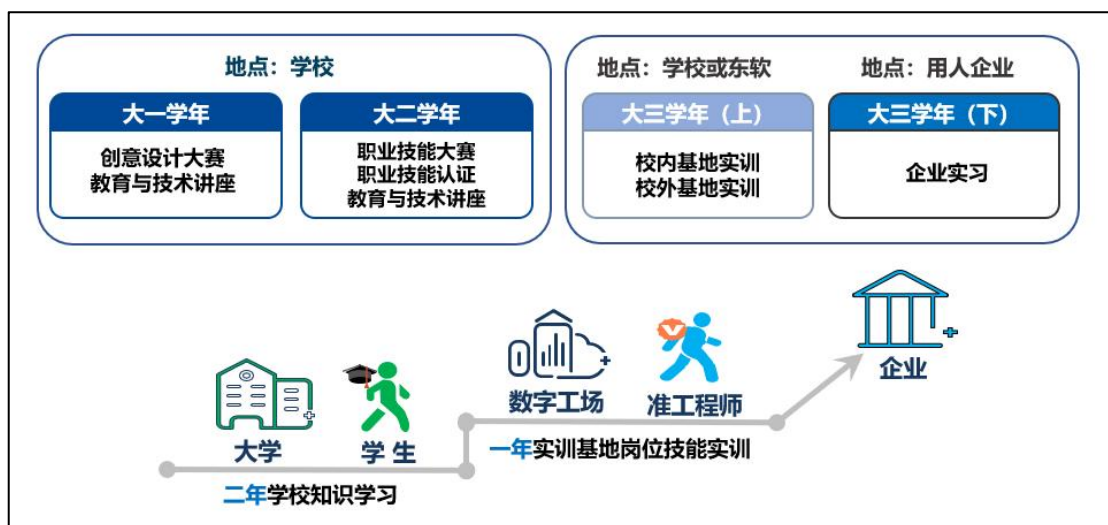 地点：学校
大一学年
创意设计大赛
教育与技术讲座
大二学年
职业技能大赛
职业技能认证
教育与技术讲座
地点：学校或东软
大三学年（上）
校内基地实训
校外基地实训
地点：用人企业
大三学年（下）
企业实习
大学
学 生
二年学校知识学习
数字工场
准工程师
一年实训基地岗位技能实训
企业